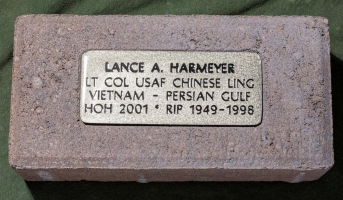 LANCE A. HARMEYER
LT COL USAF CHINESE LING
VIETNAM - PERSIAN GULF
HOH 2001 * RIP 1949-1998